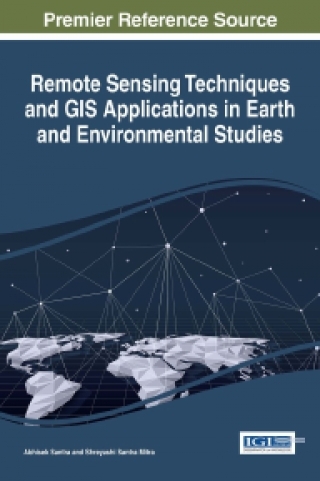 Premier Reference Source
Remote Sensing Techniques
and GIS Applications in Earth
and Environmental Studies
Abhisek Santra and Shreyashi Santra Mitra
IGI